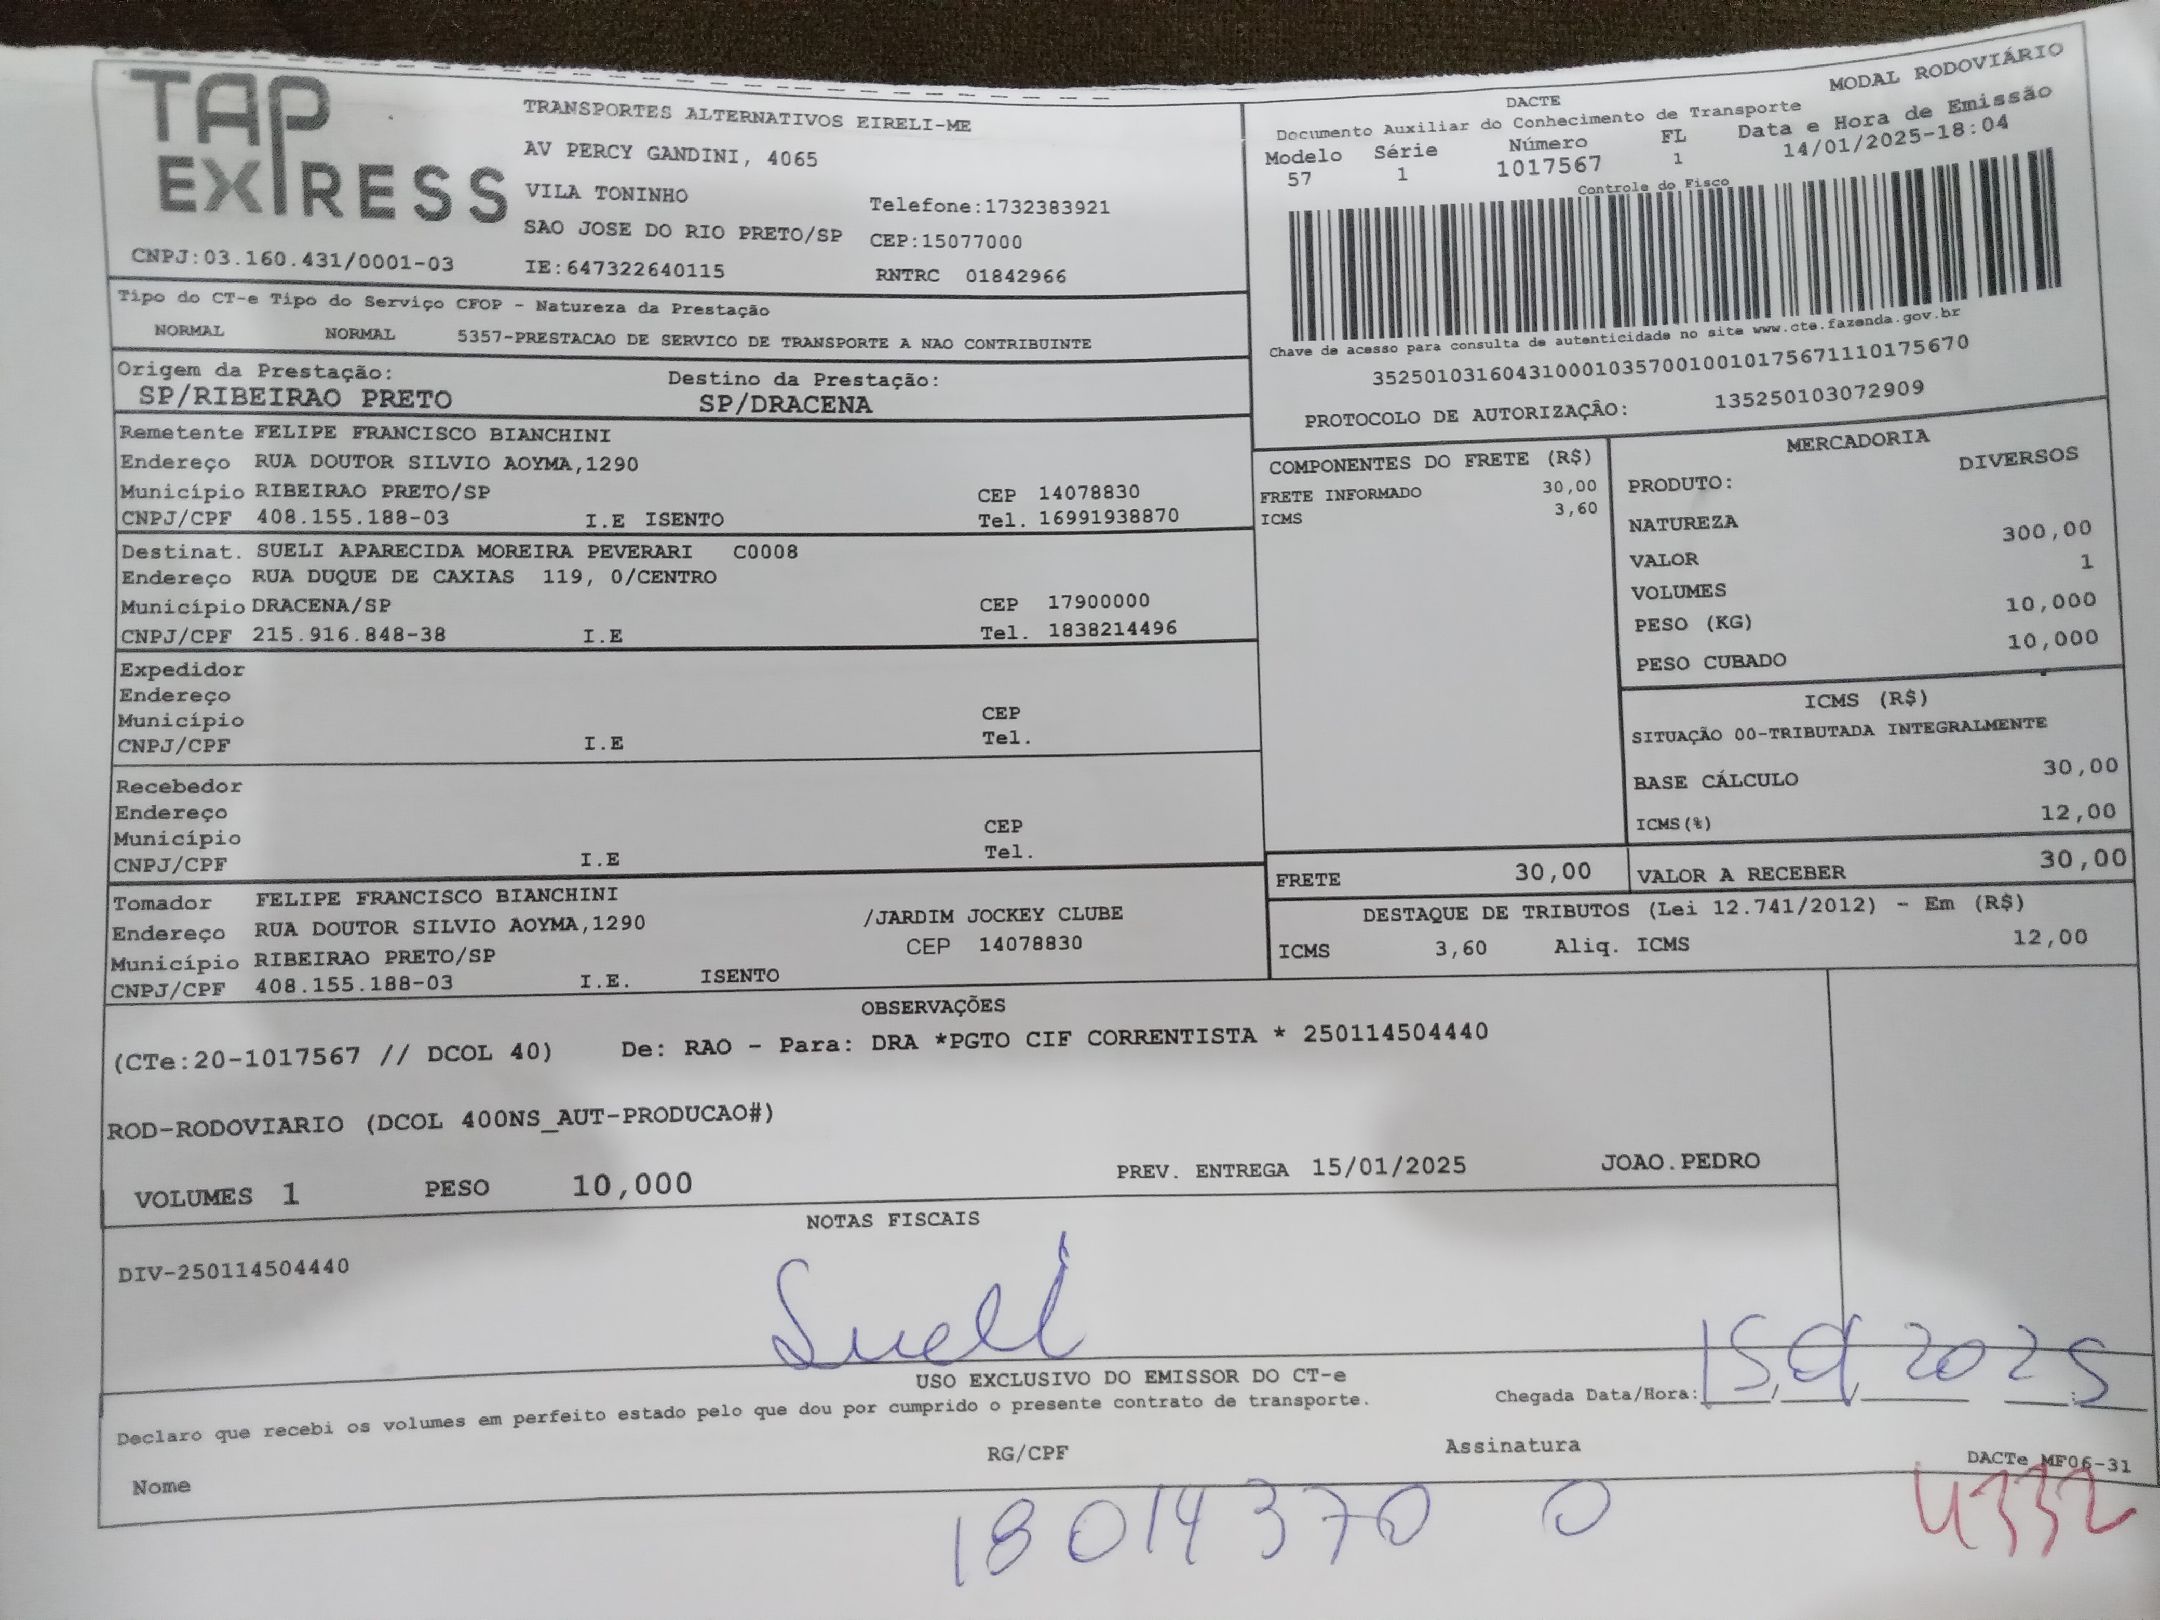 TAP EXPRESS
TRANSPORTES ALTERNATIVOS EIRELI-ME
AV PERCY GANDINI, 4065
VILA TONINHO
Telefone:1732383921
SAO JOSE DO RIO PRETO/SP CEP:15077000
CNPJ:03.160.431/0001-03 IE:647322640115 RNTRC 01842966
MODAL RODOVIÁRIO
DACTE
Documento Auxiliar do Conhecimento de Transporte
Modelo Série Número FL Data e Hora de Emissão
57 1 1017567 1 14/01/2025-18:04
Controle do Fisco
Chave de acesso para consulta de autenticidade no site www.cte.fazenda.gov.br
35250103160431000103570010010175671110175670
PROTOCOLO DE AUTORIZAÇÃO: 135250103072909
Tipo do CT-e Tipo do Serviço CFOP - Natureza da Prestação
NORMAL NORMAL 5357-PRESTACAO DE SERVICO DE TRANSPORTE A NAO CONTRIBUINTE
Origem da Prestação: Destino da Prestação:
SP/RIBEIRAO PRETO SP/DRACENA
Remetente FELIPE FRANCISCO BIANCHINI
Endereço RUA DOUTOR SILVIO AOYMA,1290
Município RIBEIRAO PRETO/SP CEP 14078830
CNPJ/CPF 408.155.188-03 I.E ISENTO Tel. 16991938870
Destinat. SUELI APARECIDA MOREIRA PEVERARI C0008
Endereço RUA DUQUE DE CAXIAS 119, 0/CENTRO
Município DRACENA/SP CEP 17900000
CNPJ/CPF 215.916.848-38 I.E Tel. 1838214496
Expedidor
Endereço
Município CEP
CNPJ/CPF I.E Tel.
Recebedor
Endereço
Município CEP
CNPJ/CPF I.E Tel.
Tomador FELIPE FRANCISCO BIANCHINI
Endereço RUA DOUTOR SILVIO AOYMA,1290 /JARDIM JOCKEY CLUBE
Município RIBEIRAO PRETO/SP CEP 14078830
CNPJ/CPF 408.155.188-03 I.E. ISENTO
COMPONENTES DO FRETE (R$)
FRETE INFORMADO 30,00
ICMS 3,60
MERCADORIA
PRODUTO: DIVERSOS
NATUREZA
VALOR 300,00
VOLUMES 1
PESO (KG) 10,000
PESO CUBADO 10,000
ICMS (R$)
SITUAÇÃO 00-TRIBUTADA INTEGRALMENTE
BASE CÁLCULO 30,00
ICMS(%) 12,00
FRETE 30,00 VALOR A RECEBER 30,00
DESTAQUE DE TRIBUTOS (Lei 12.741/2012) - Em (R$)
ICMS 3,60 Aliq. ICMS 12,00
OBSERVAÇÕES
(CTe:20-1017567 // DCOL 40) De: RAO - Para: DRA *PGTO CIF CORRENTISTA * 250114504440
ROD-RODOVIARIO (DCOL 400NS_AUT-PRODUCAO#)
VOLUMES 1 PESO 10,000 PREV. ENTREGA 15/01/2025 JOAO.PEDRO
NOTAS FISCAIS
DIV-250114504440
Sueli
USO EXCLUSIVO DO EMISSOR DO CT-e
Declaro que recebi os volumes em perfeito estado pelo que dou por cumprido o presente contrato de transporte.
Chegada Data/Hora: 15 01 2025
Nome RG/CPF Assinatura DACTe MF06-31
18014370 0
4332